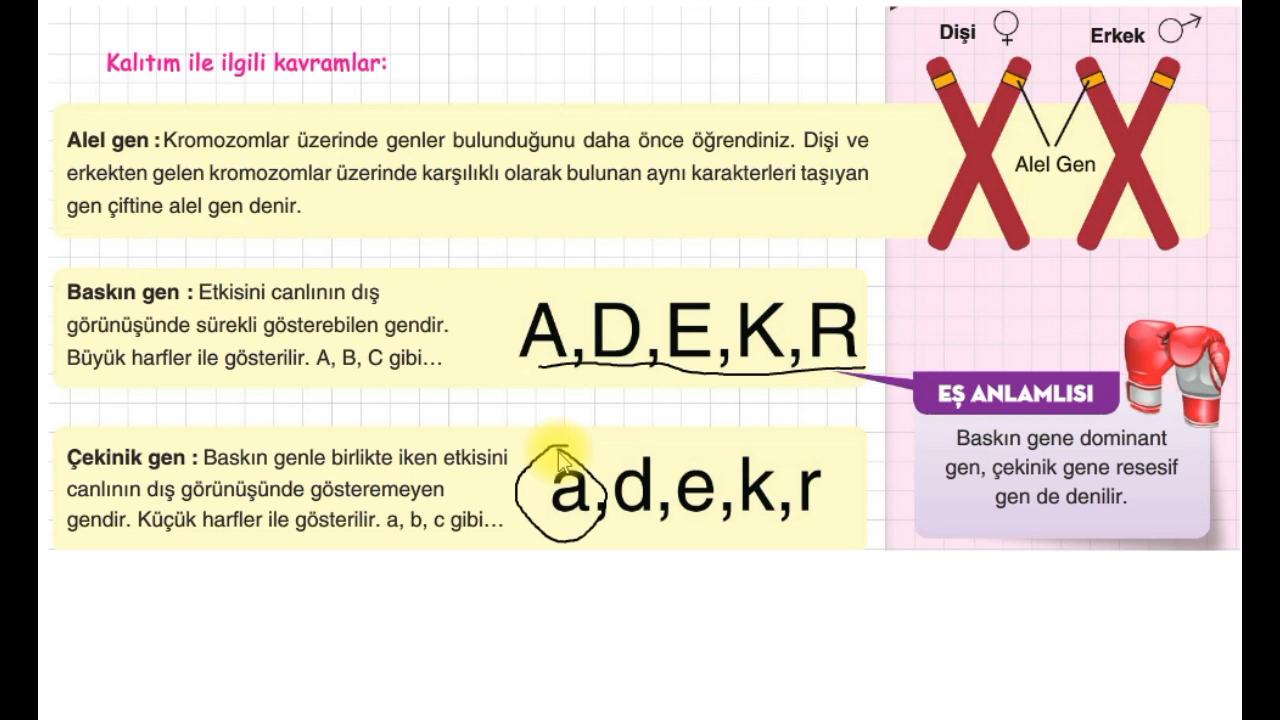 Kalıtım ile ilgili kavramlar:
Dişi
Erkek
Alel gen : Kromozomlar üzerinde genler bulunduğunu daha önce öğrendiniz. Dişi ve
erkekten gelen kromozomlar üzerinde karşılıklı olarak bulunan aynı karakterleri taşıyan
gen çiftine alel gen denir.
Alel Gen
Baskın gen : Etkisini canlının dış
görünüşünde sürekli gösterebilen gendir.
Büyük harfler ile gösterilir. A, B, C gibi...
A,D,E,K,R
EŞ ANLAMLISI
Baskın gene dominant
gen, çekinik gene resesif
gen de denilir.
Çekinik gen : Baskın genle birlikte iken etkisini
canlının dış görünüşünde gösteremeyen
gendir. Küçük harfler ile gösterilir. a, b, c gibi...
a,d,e,k,r